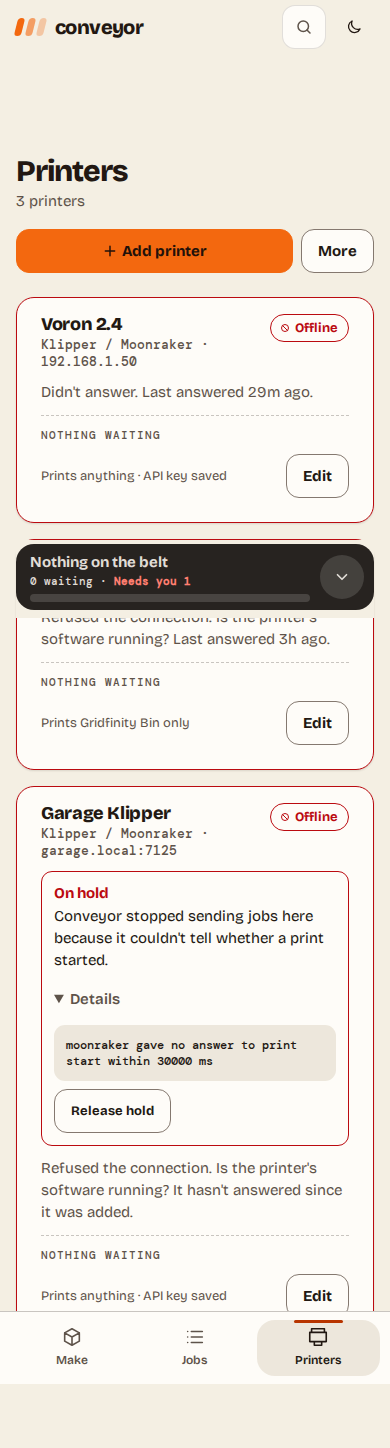 conveyor
Printers
3 printers
+ Add printer
More
Voron 2.4
Offline
Klipper / Moonraker ·
192.168.1.50
Didn't answer. Last answered 29m ago.
NOTHING WAITING
Prints anything · API key saved
Edit
Nothing on the belt
0 waiting · Needs you 1
Refused the connection. Is the printer's
software running? Last answered 3h ago.
NOTHING WAITING
Prints Gridfinity Bin only
Edit
Garage Klipper
Offline
Klipper / Moonraker ·
garage.local:7125
On hold
Conveyor stopped sending jobs here
because it couldn't tell whether a print
started.
▼ Details
moonraker gave no answer to print
start within 30000 ms
Release hold
Refused the connection. Is the printer's
software running? It hasn't answered since
it was added.
NOTHING WAITING
Prints anything · API key saved
Edit
Make
Jobs
Printers